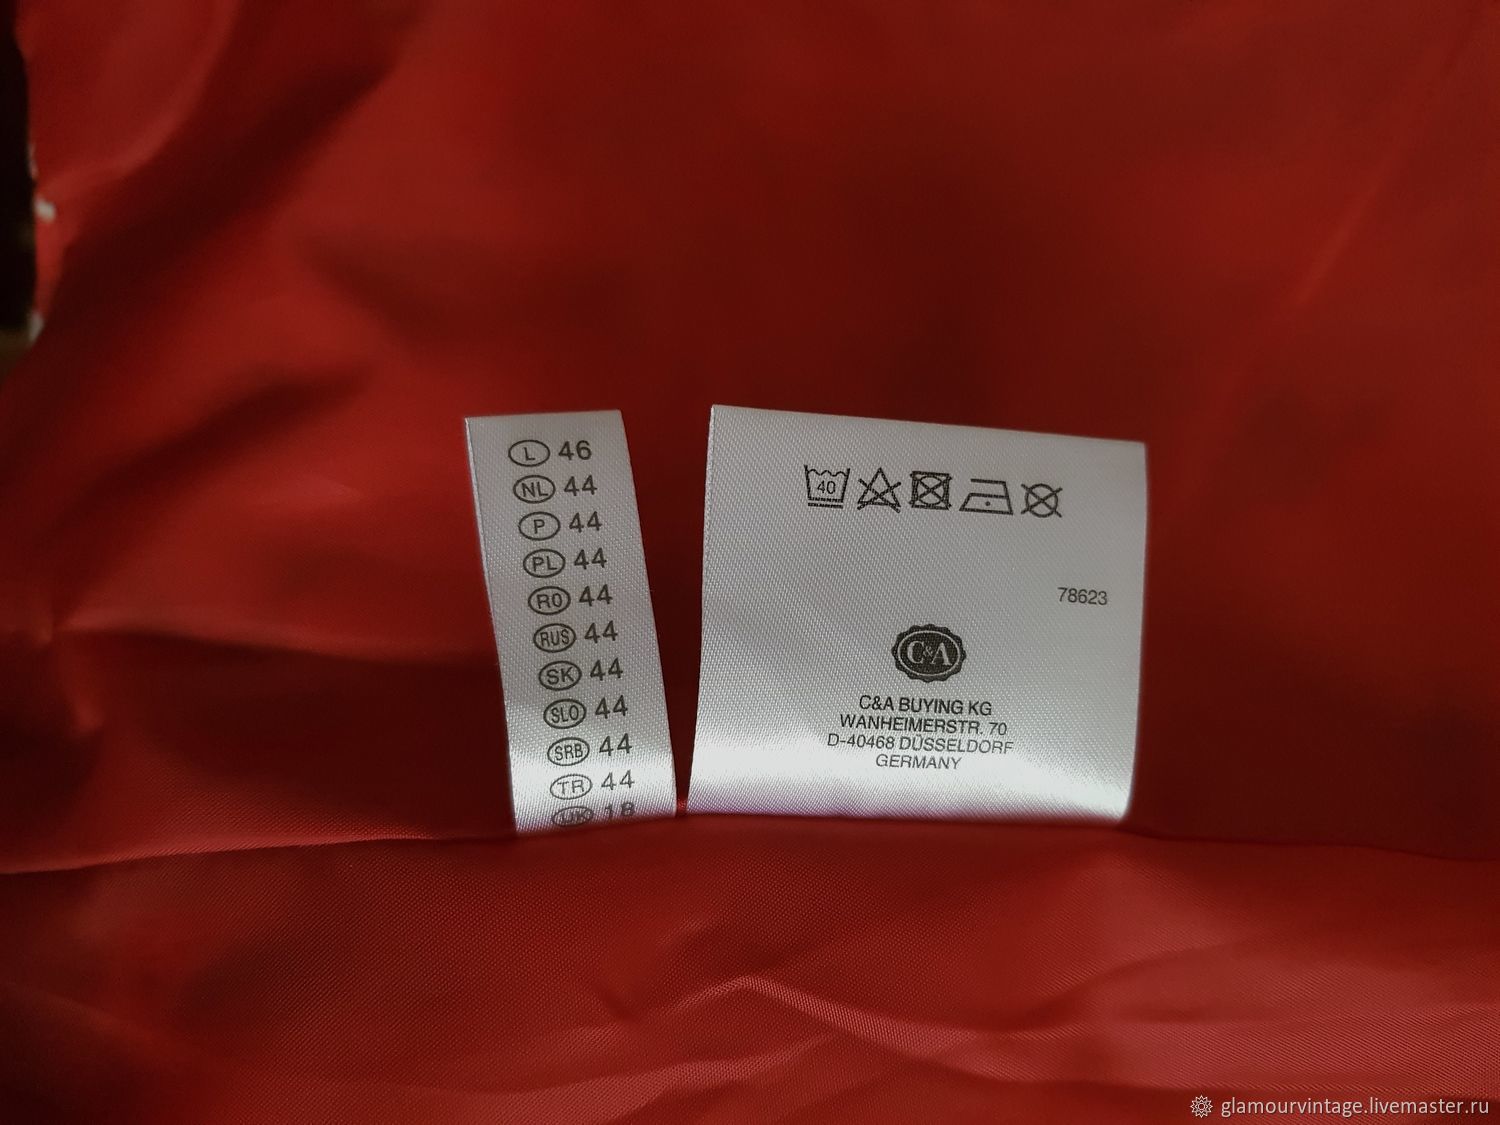 L 46
NL 44
P 44
PL 44
RO 44
RUS 44
SK 44
SLO 44
SRB 44
TR 44
UK 18
40
78623
C&A
C&A BUYING KG
WANHEIMERSTR. 70
D-40468 DÜSSELDORF
GERMANY
glamourvintage.livemaster.ru